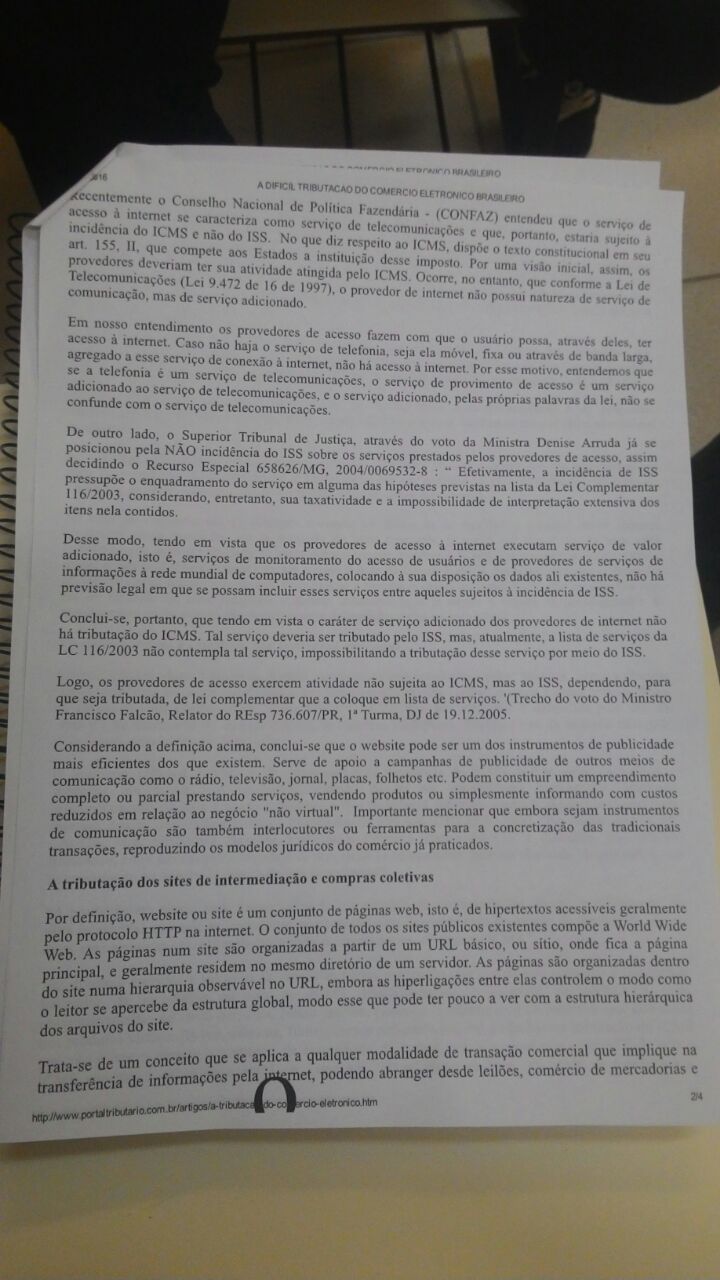 COMERCIO ELETRONICO BRASILEIRO
/16
A DIFICIL TRIBUTACAO DO COMERCIO ELETRONICO BRASILEIRO
Recentemente o Conselho Nacional de Política Fazendária - (CONFAZ) entendeu que o serviço de
acesso à internet se caracteriza como serviço de telecomunicações e que, portanto, estaria sujeito à
incidência do ICMS e não do ISS. No que diz respeito ao ICMS, dispõe o texto constitucional em seu
art. 155, II, que compete aos Estados a instituição desse imposto. Por uma visão inicial, assim, os
provedores deveriam ter sua atividade atingida pelo ICMS. Ocorre, no entanto, que conforme a Lei de
Telecomunicações (Lei 9.472 de 16 de 1997), o provedor de internet não possui natureza de serviço de
comunicação, mas de serviço adicionado.
Em nosso entendimento os provedores de acesso fazem com que o usuário possa, através deles, ter
acesso à internet. Caso não haja o serviço de telefonia, seja ela móvel, fixa ou através de banda larga,
agregado a esse serviço de conexão à internet, não há acesso à internet. Por esse motivo, entendemos que
se a telefonia é um serviço de telecomunicações, o serviço de provimento de acesso é um serviço
adicionado ao serviço de telecomunicações, e o serviço adicionado, pelas próprias palavras da lei, não se
confunde com o serviço de telecomunicações.
De outro lado, o Superior Tribunal de Justiça, através do voto da Ministra Denise Arruda já se
posicionou pela NÃO incidência do ISS sobre os serviços prestados pelos provedores de acesso, assim
decidindo o Recurso Especial 658626/MG, 2004/0069532-8 : “ Efetivamente, a incidência de ISS
pressupõe o enquadramento do serviço em alguma das hipóteses previstas na lista da Lei Complementar
116/2003, considerando, entretanto, sua taxatividade e a impossibilidade de interpretação extensiva dos
itens nela contidos.
Desse modo, tendo em vista que os provedores de acesso à internet executam serviço de valor
adicionado, isto é, serviços de monitoramento do acesso de usuários e de provedores de serviços de
informações à rede mundial de computadores, colocando à sua disposição os dados ali existentes, não há
previsão legal em que se possam incluir esses serviços entre aqueles sujeitos à incidência de ISS.
Conclui-se, portanto, que tendo em vista o caráter de serviço adicionado dos provedores de internet não
há tributação do ICMS. Tal serviço deveria ser tributado pelo ISS, mas, atualmente, a lista de serviços da
LC 116/2003 não contempla tal serviço, impossibilitando a tributação desse serviço por meio do ISS.
Logo, os provedores de acesso exercem atividade não sujeita ao ICMS, mas ao ISS, dependendo, para
que seja tributada, de lei complementar que a coloque em lista de serviços. '(Trecho do voto do Ministro
Francisco Falcão, Relator do REsp 736.607/PR, 1ª Turma, DJ de 19.12.2005.
Considerando a definição acima, conclui-se que o website pode ser um dos instrumentos de publicidade
mais eficientes dos que existem. Serve de apoio a campanhas de publicidade de outros meios de
comunicação como o rádio, televisão, jornal, placas, folhetos etc. Podem constituir um empreendimento
completo ou parcial prestando serviços, vendendo produtos ou simplesmente informando com custos
reduzidos em relação ao negócio "não virtual". Importante mencionar que embora sejam instrumentos
de comunicação são também interlocutores ou ferramentas para a concretização das tradicionais
transações, reproduzindo os modelos jurídicos do comércio já praticados.
A tributação dos sites de intermediação e compras coletivas
Por definição, website ou site é um conjunto de páginas web, isto é, de hipertextos acessíveis geralmente
pelo protocolo HTTP na internet. O conjunto de todos os sites públicos existentes compõe a World Wide
Web. As páginas num site são organizadas a partir de um URL básico, ou sítio, onde fica a página
principal, e geralmente residem no mesmo diretório de um servidor. As páginas são organizadas dentro
do site numa hierarquia observável no URL, embora as hiperligações entre elas controlem o modo como
o leitor se apercebe da estrutura global, modo esse que pode ter pouco a ver com a estrutura hierárquica
dos arquivos do site.
Trata-se de um conceito que se aplica a qualquer modalidade de transação comercial que implique na
transferência de informações pela internet, podendo abranger desde leilões, comércio de mercadorias e
http://www.portaltributario.com.br/artigos/a-tributacaodo-comercio-eletronico.htm
2/4